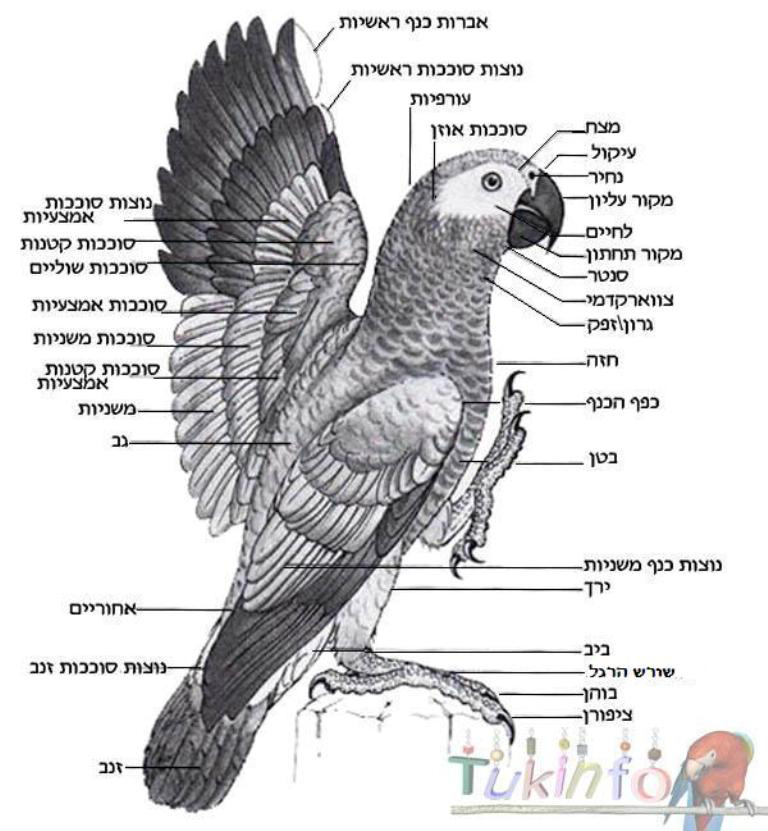 אברות כנף ראשיות
נוצות סוככות ראשיות
עורפיות
סוככות אוזן
מצח
עיקול
נחיר
מקור עליון
לחיים
מקור תחתון
סנטר
צווארקדמי
גרון\זפק
חזה
כפף הכנף
בטן
נוצות כנף משניות
ירך
ביב
שורש הרגל
בוהן
ציפורן
נוצות סוככות
אמצעיות
סוככות קטנות
סוככות שוליים
סוככות אמצעיות
סוככות משניות
סוככות קטנות
אמצעיות
משניות
גב
אחוריים
נוצות סוככות זנב
זנב
Tukinfo